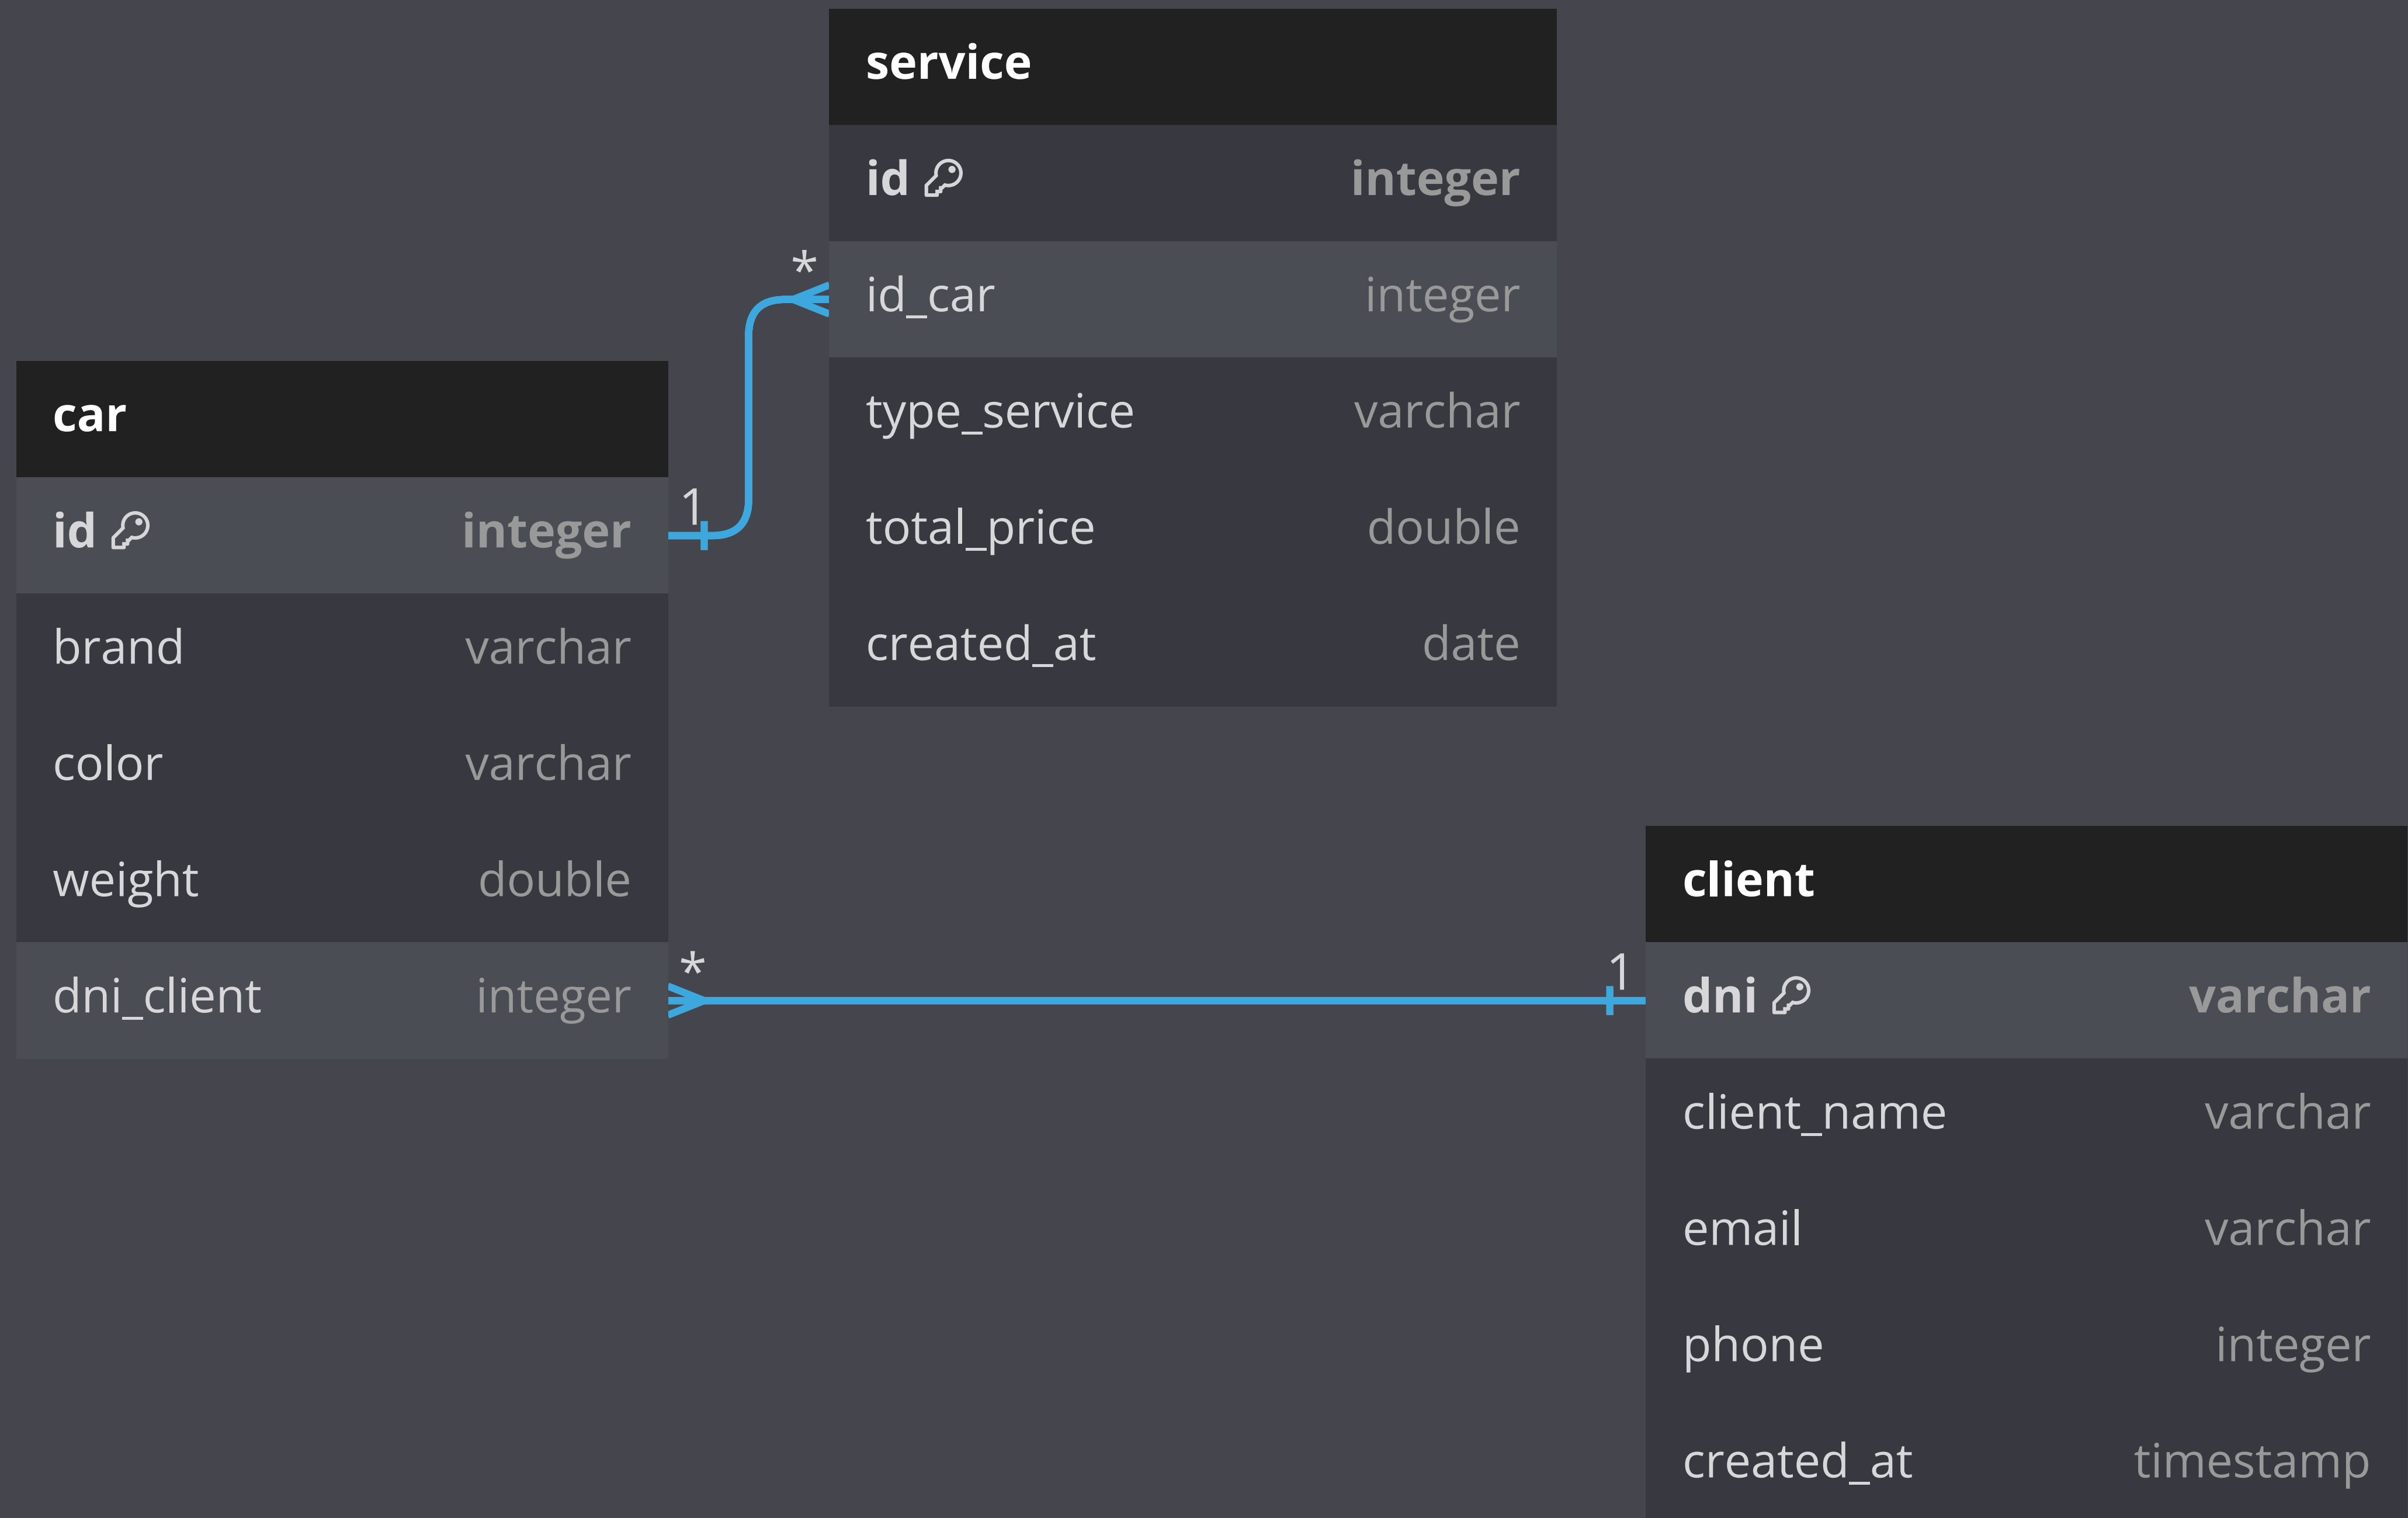 service
id integer
* id_car integer
type_service varchar
total_price double
created_at date
car
id integer 1
brand varchar
color varchar
weight double
dni_client integer *
client
1 dni varchar
client_name varchar
email varchar
phone integer
created_at timestamp